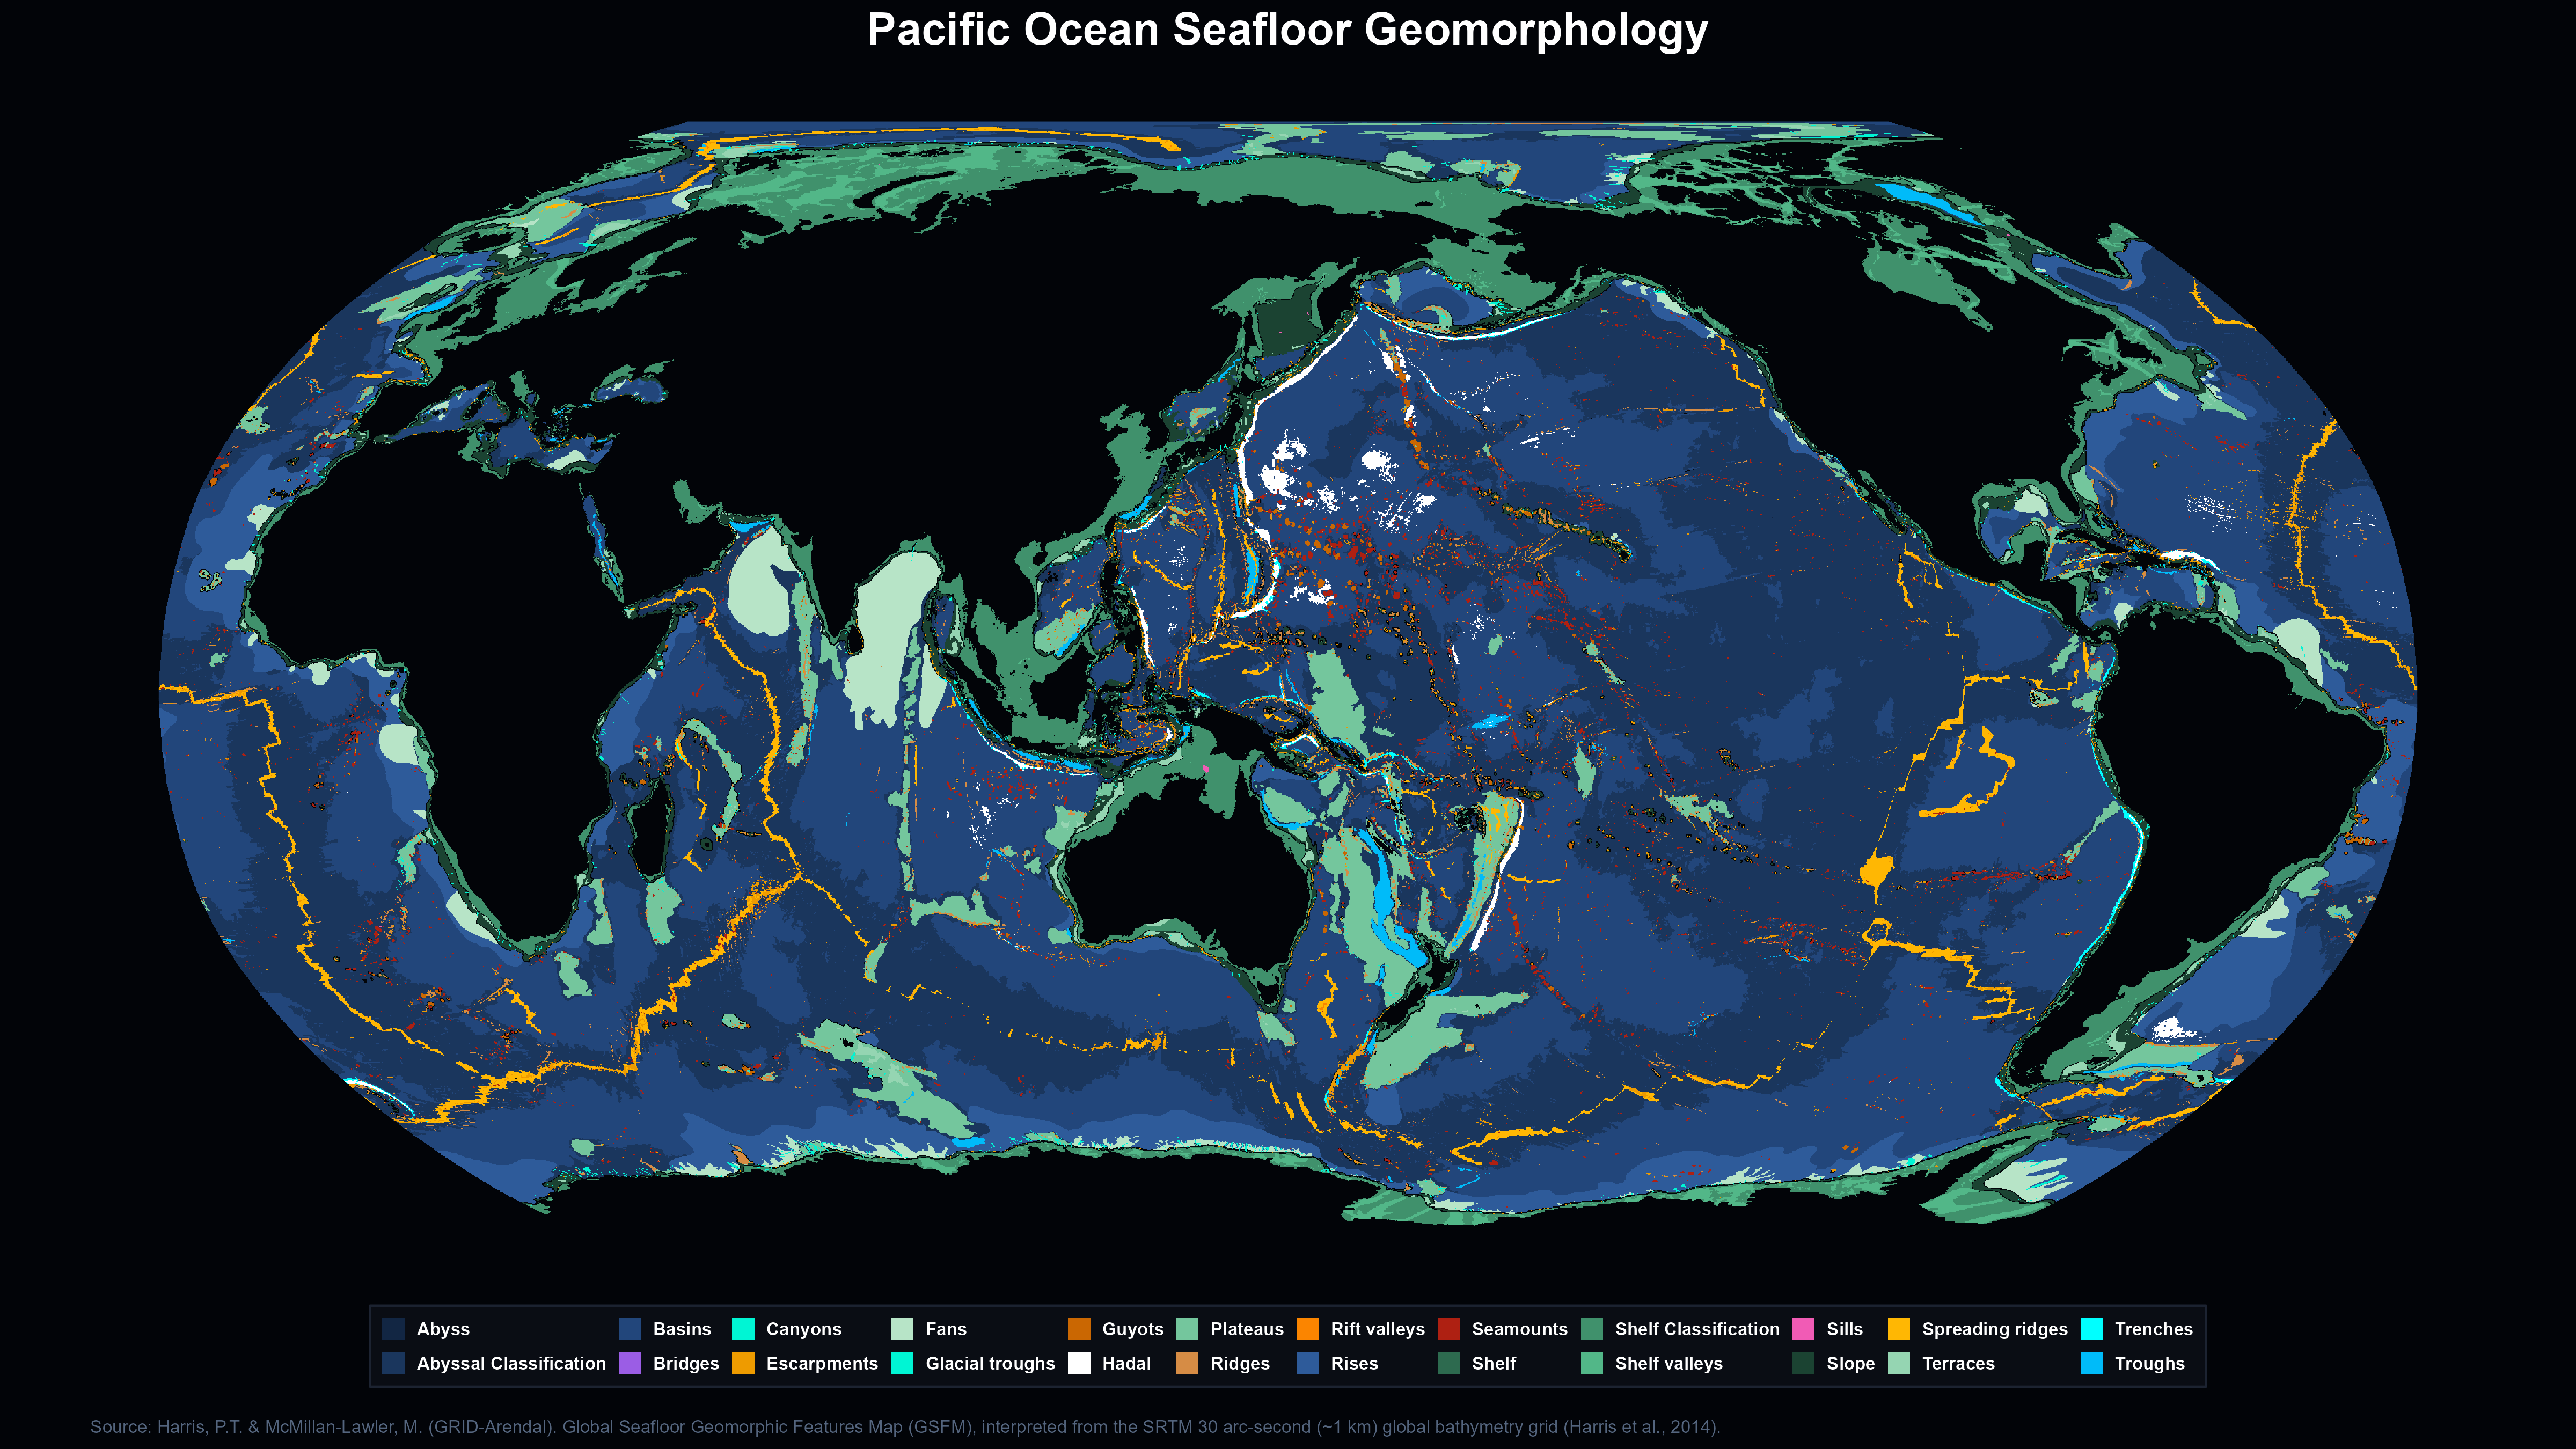 Pacific Ocean Seafloor Geomorphology
Abyss Basins Canyons Fans Guyots Plateaus Rift valleys Seamounts Shelf Classification Sills Spreading ridges Trenches
Abyssal Classification Bridges Escarpments Glacial troughs Hadal Ridges Rises Shelf Shelf valleys Slope Terraces Troughs
Source: Harris, P.T. & McMillan-Lawler, M. (GRID-Arendal). Global Seafloor Geomorphic Features Map (GSFM), interpreted from the SRTM 30 arc-second (~1 km) global bathymetry grid (Harris et al., 2014).